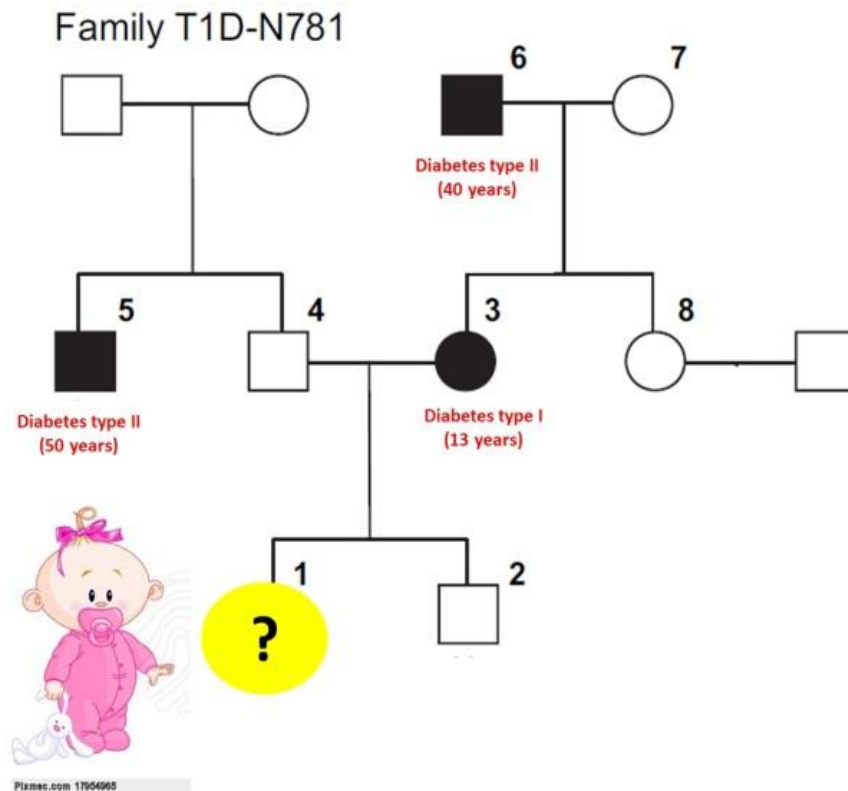 Family T1D-N781
6
7
Diabetes type II
(40 years)
5
4
3
8
Diabetes type II
(50 years)
Diabetes type I
(13 years)
1
2
?
Pixmac.com 17954965